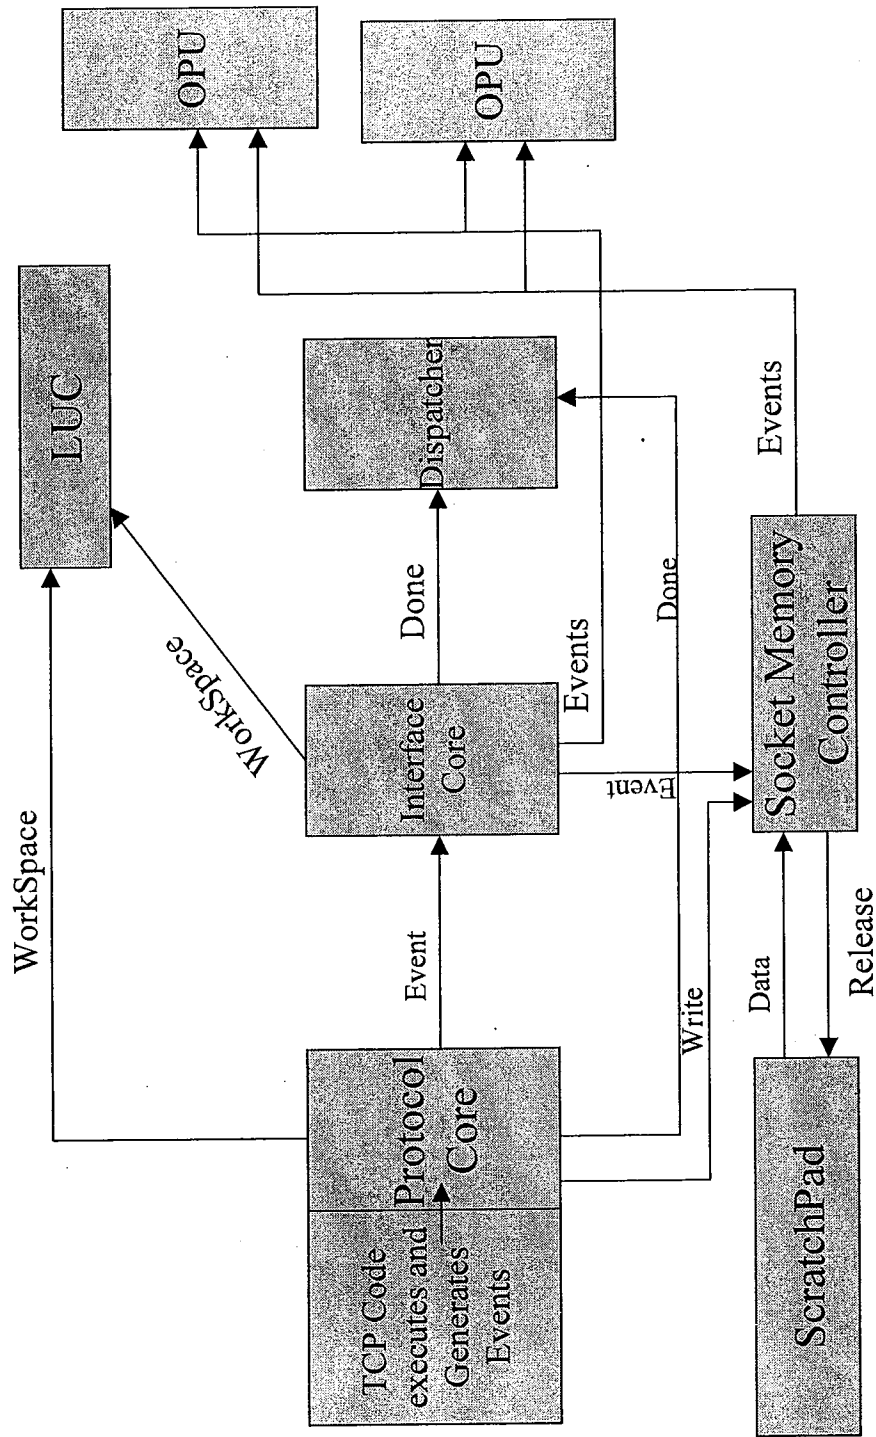 WorkSpace
LUC
WorkSpace
OPU
OPU
TCP Code
executes and
Generates
Events
Protocol
Core
Event
Interface
Core
Done
Dispatcher
Events
Event
Done
Write
ScratchPad
Data
Release
Socket Memory
Controller
Events